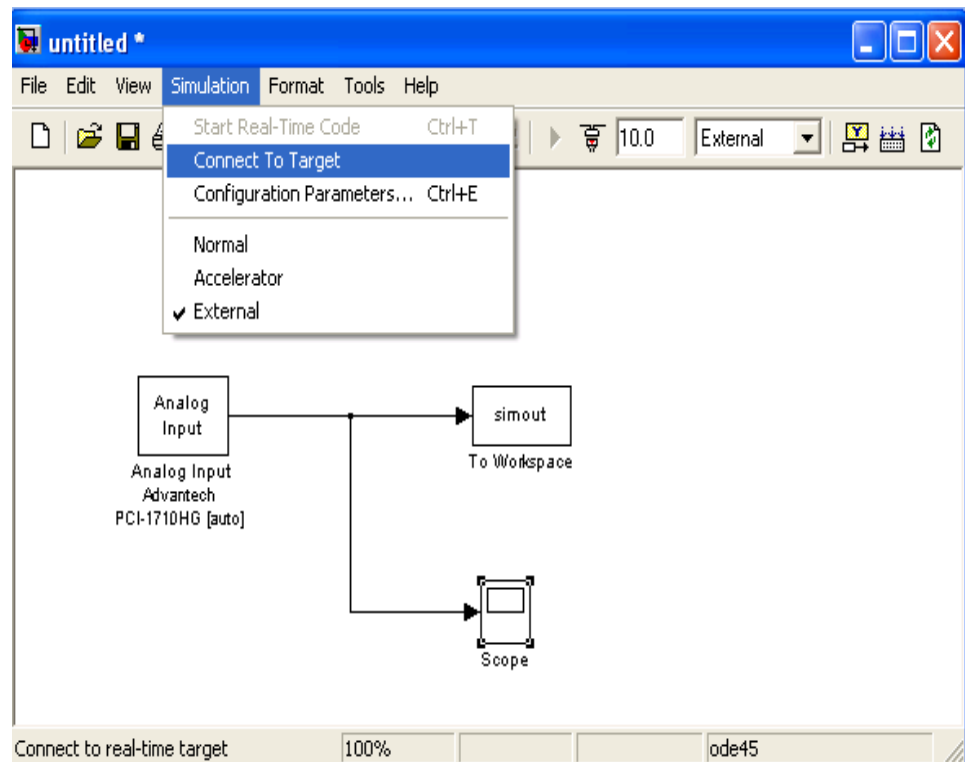 untitled *
File Edit View Simulation Format Tools Help
Start Real-Time Code Ctrl+T
10.0 External
Connect To Target
Configuration Parameters... Ctrl+E
Normal
Accelerator
External
Analog
Input
simout
Analog Input
Advantech
PCI-1710HG [auto]
To Workspace
Scope
Connect to real-time target 100% ode45